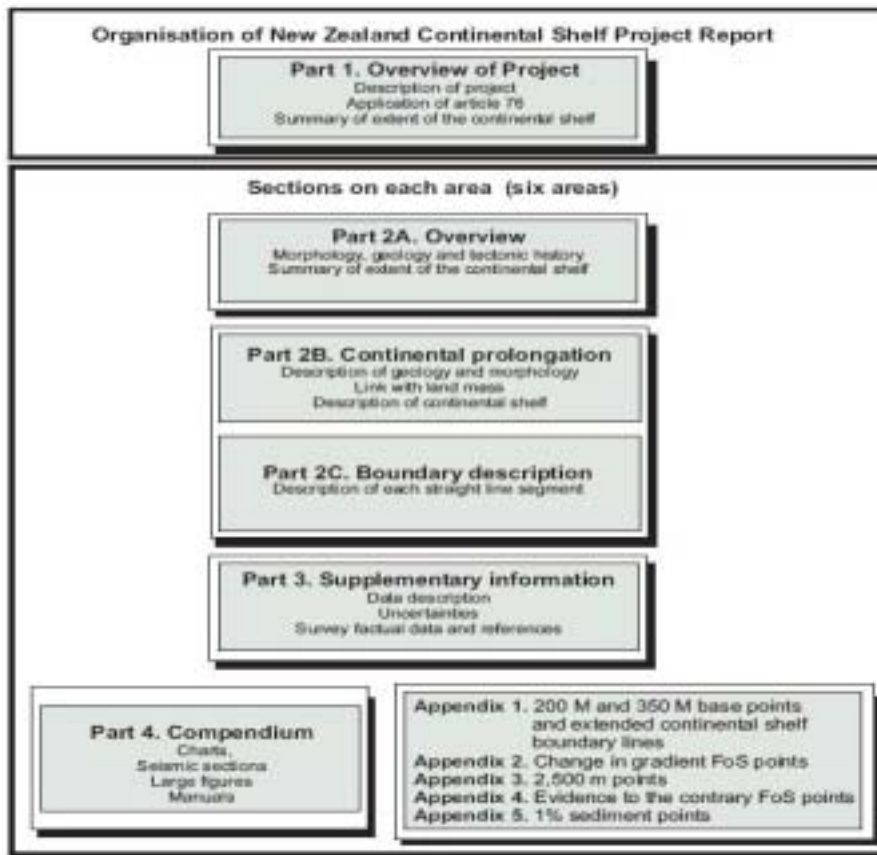 Organisation of New Zealand Continental Shelf Project Report
Part 1. Overview of Project
Description of project
Application of article 76
Summary of extent of the continental shelf
Sections on each area (six areas)
Part 2A. Overview
Morphology, geology and tectonic history
Summary of extent of the continental shelf
Part 2B. Continental prolongation
Description of geology and morphology
Link with land mass
Description of continental shelf
Part 2C. Boundary description
Description of each straight line segment
Part 3. Supplementary information
Data description
Uncertainties
Survey factual data and references
Part 4. Compendium
Charts,
Seismic sections
Large figures
Manuals
Appendix 1. 200 M and 350 M base points
and extended continental shelf
boundary lines
Appendix 2. Change in gradient FoS points
Appendix 3. 2,500 m points
Appendix 4. Evidence to the contrary FoS points
Appendix 5. 1% sediment points